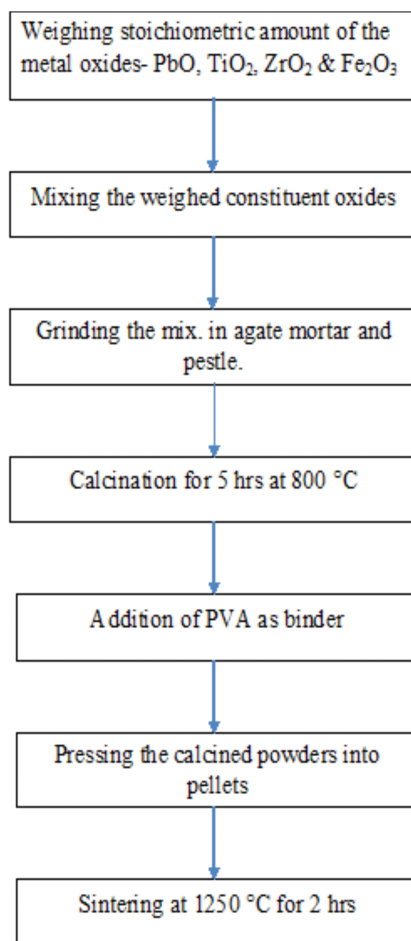 Weighing stoichiometric amount of the
metal oxides- PbO, TiO₂, ZrO₂ & Fe₂O₃
Mixing the weighed constituent oxides
Grinding the mix. in agate mortar and
pestle.
Calcination for 5 hrs at 800 °C
Addition of PVA as binder
Pressing the calcined powders into
pellets
Sintering at 1250 °C for 2 hrs